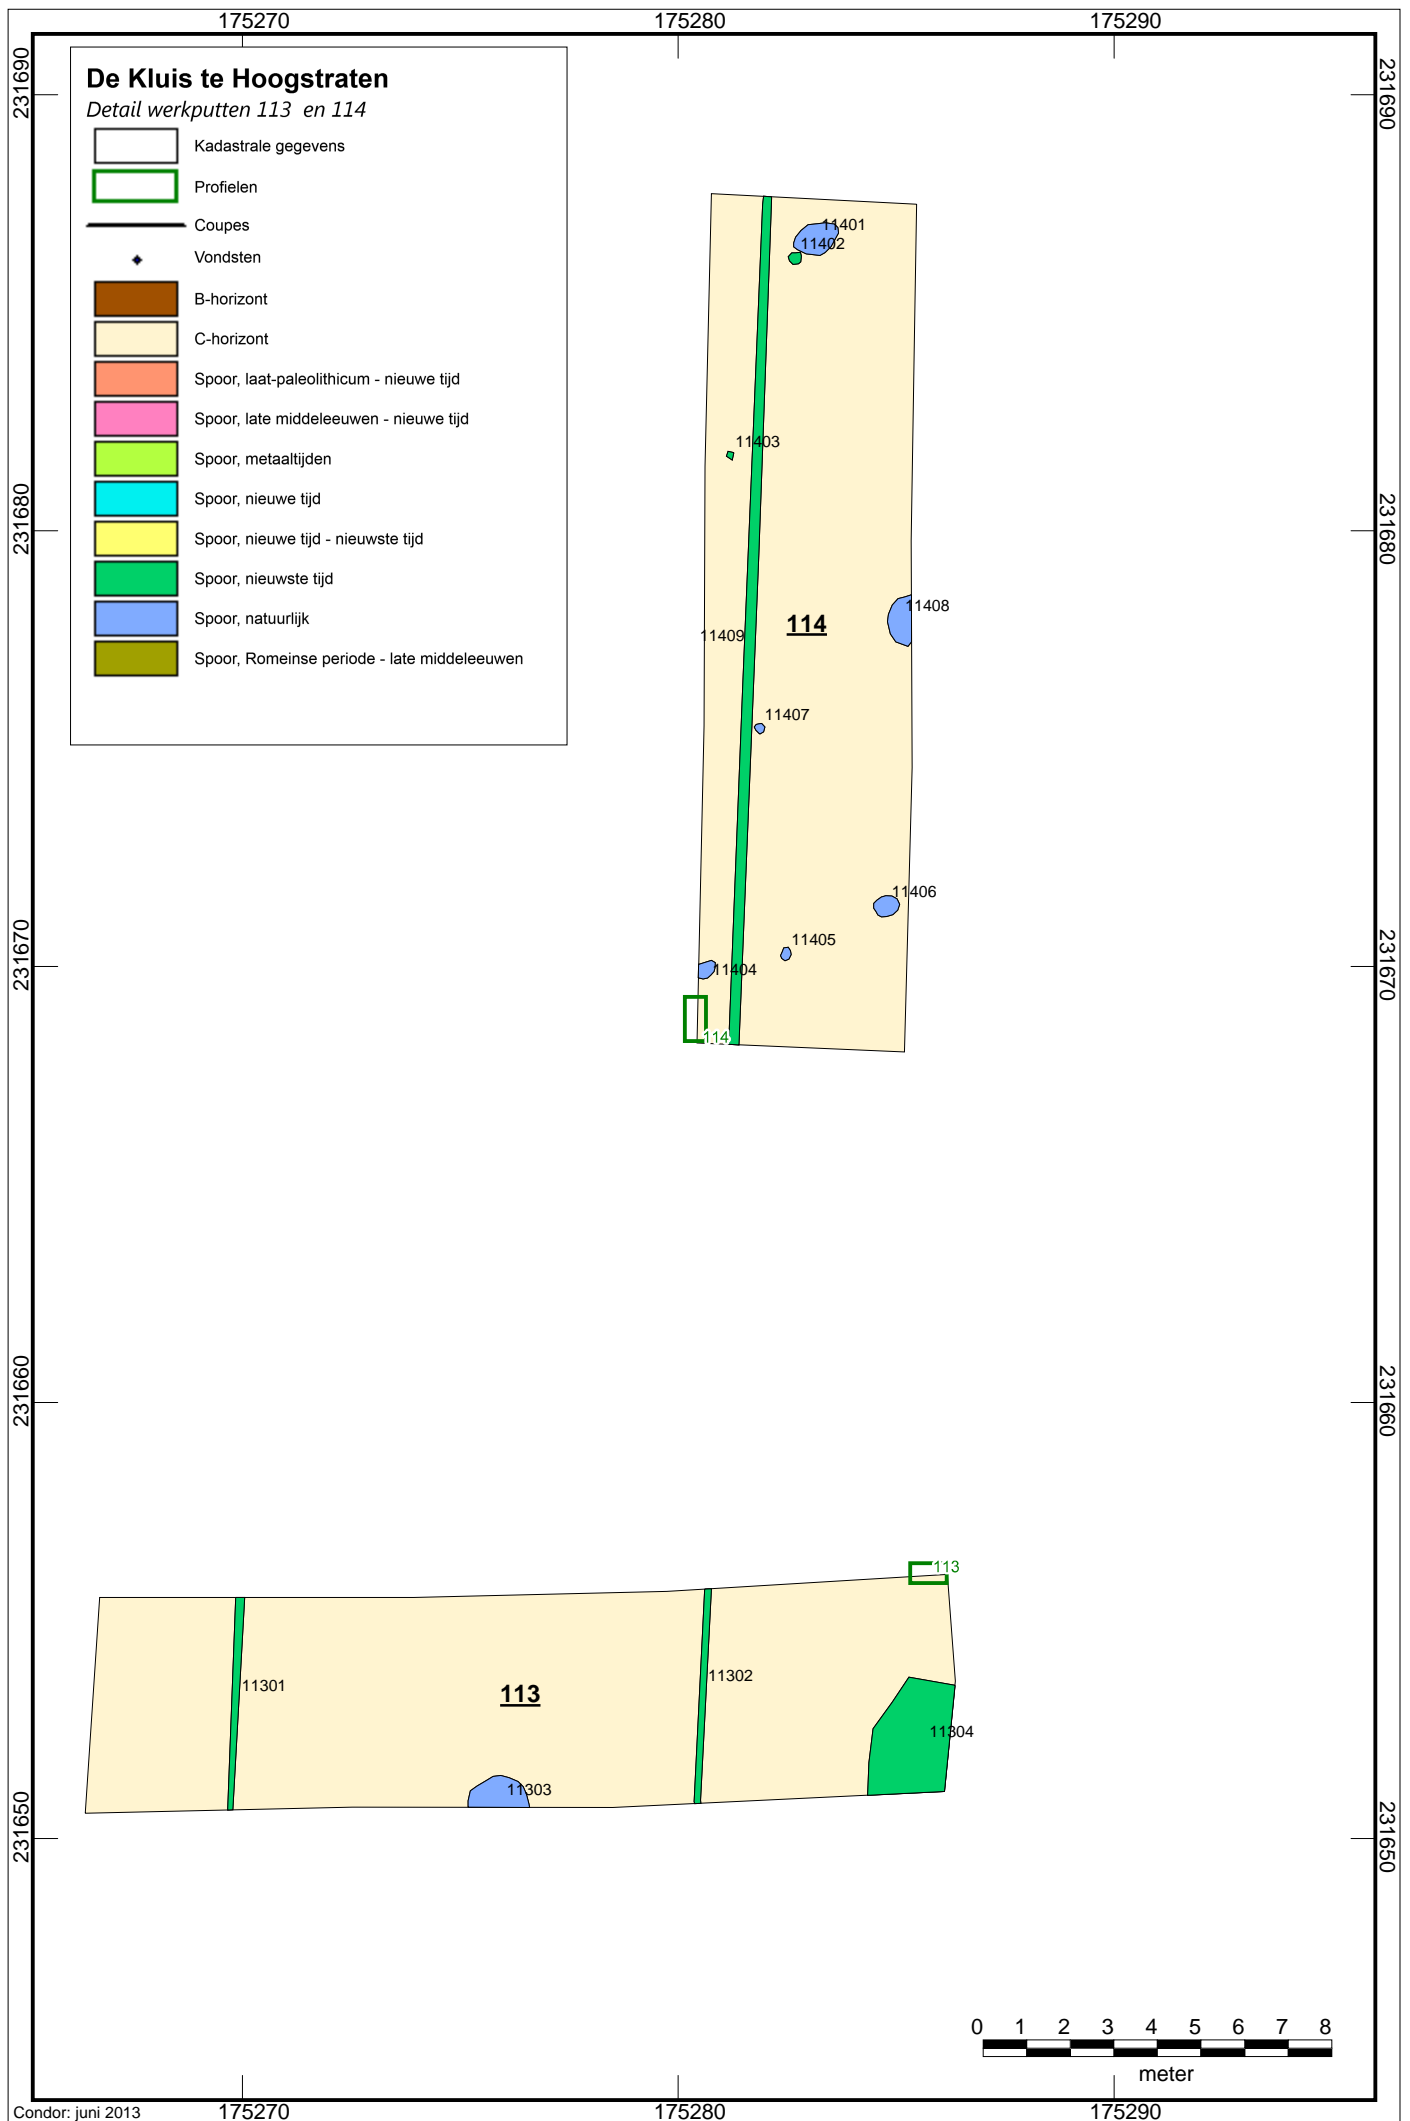 175270 175280 175290
231690
231690
De Kluis te Hoogstraten
Detail werkputten 113 en 114
Kadastrale gegevens
Profielen
Coupes
Vondsten
B-horizont
C-horizont
Spoor, laat-paleolithicum - nieuwe tijd
Spoor, late middeleeuwen - nieuwe tijd
Spoor, metaaltijden
Spoor, nieuwe tijd
Spoor, nieuwe tijd - nieuwste tijd
Spoor, nieuwste tijd
Spoor, natuurlijk
Spoor, Romeinse periode - late middeleeuwen
11401
11402
11403
231680
231680
11408
114
11409
11407
11406
11405
231670
231670
11404
114
231660
231660
113
11301
11302
113
11304
11303
231650
231650
0 1 2 3 4 5 6 7 8
meter
Condor: juni 2013
175270 175280 175290